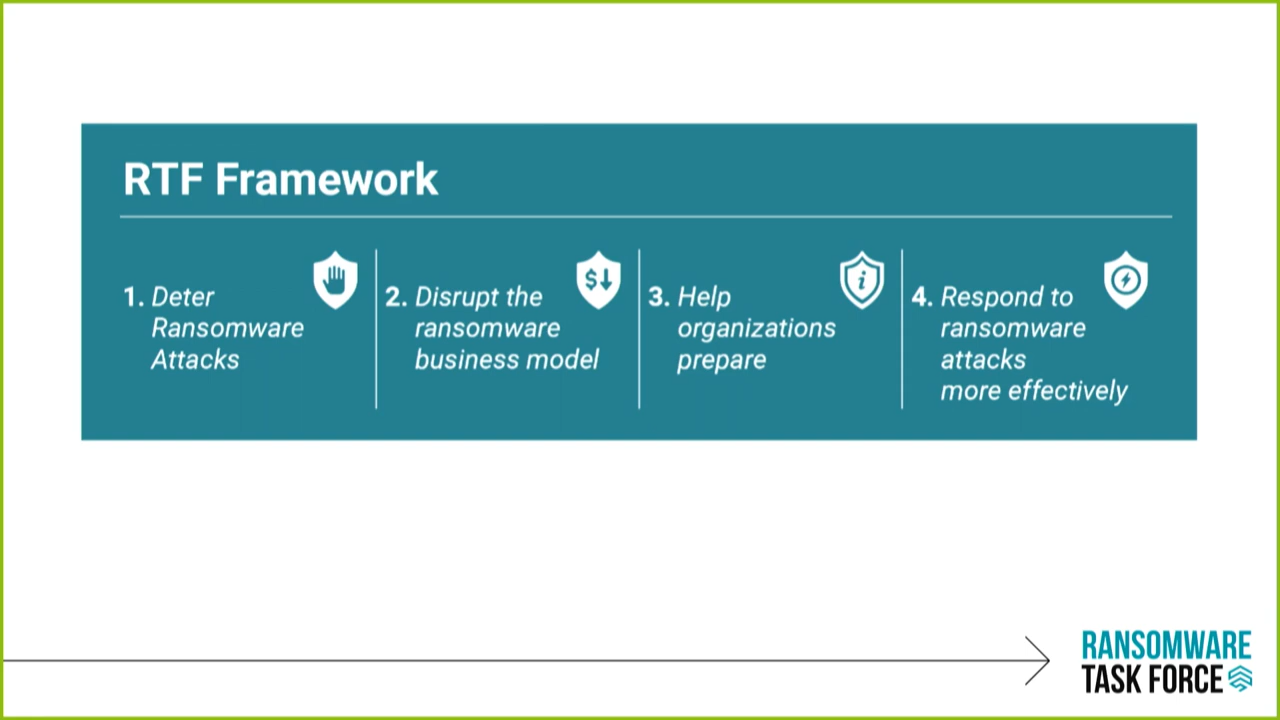 RTF Framework
1. Deter
Ransomware
Attacks
2. Disrupt the
ransomware
business model
3. Help
organizations
prepare
4. Respond to
ransomware
attacks
more effectively
RANSOMWARE
TASK FORCE